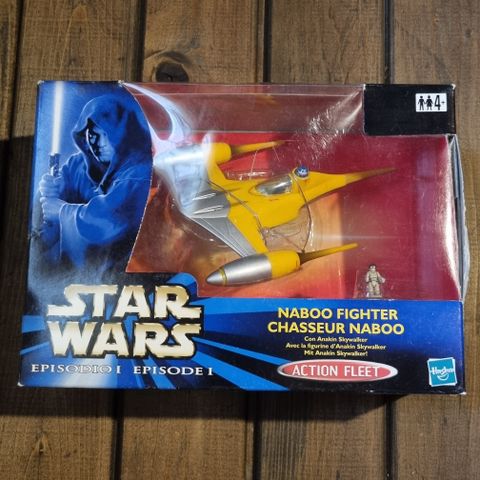 4+
STAR
WARS
EPISODIO I EPISODE I
NABOO FIGHTER
CHASSEUR NABOO
Con Anakin Skywalker
Avec la figurine d'Anakin Skywalker
Mit Anakin Skywalker!
ACTION FLEET
Hasbro